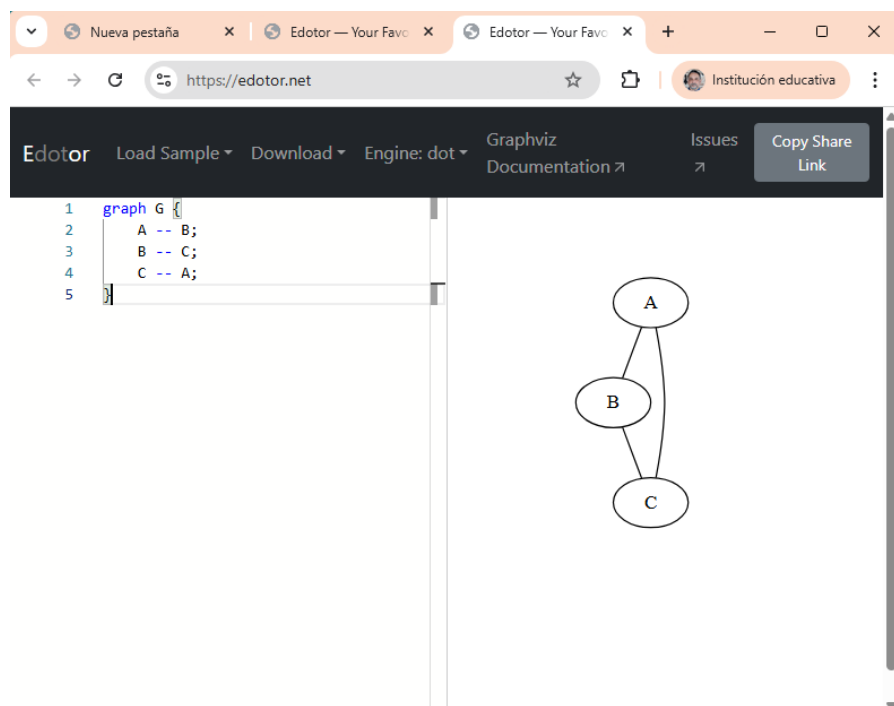 Nueva pestaña
Edotor — Your Favo
Edotor — Your Favo
https://edotor.net
Institución educativa
Edotor
Load Sample
Download
Engine: dot
Graphviz
Documentation ↗
Issues
↗
Copy Share
Link
1 graph G {
2 A -- B;
3 B -- C;
4 C -- A;
5 }
A
B
C